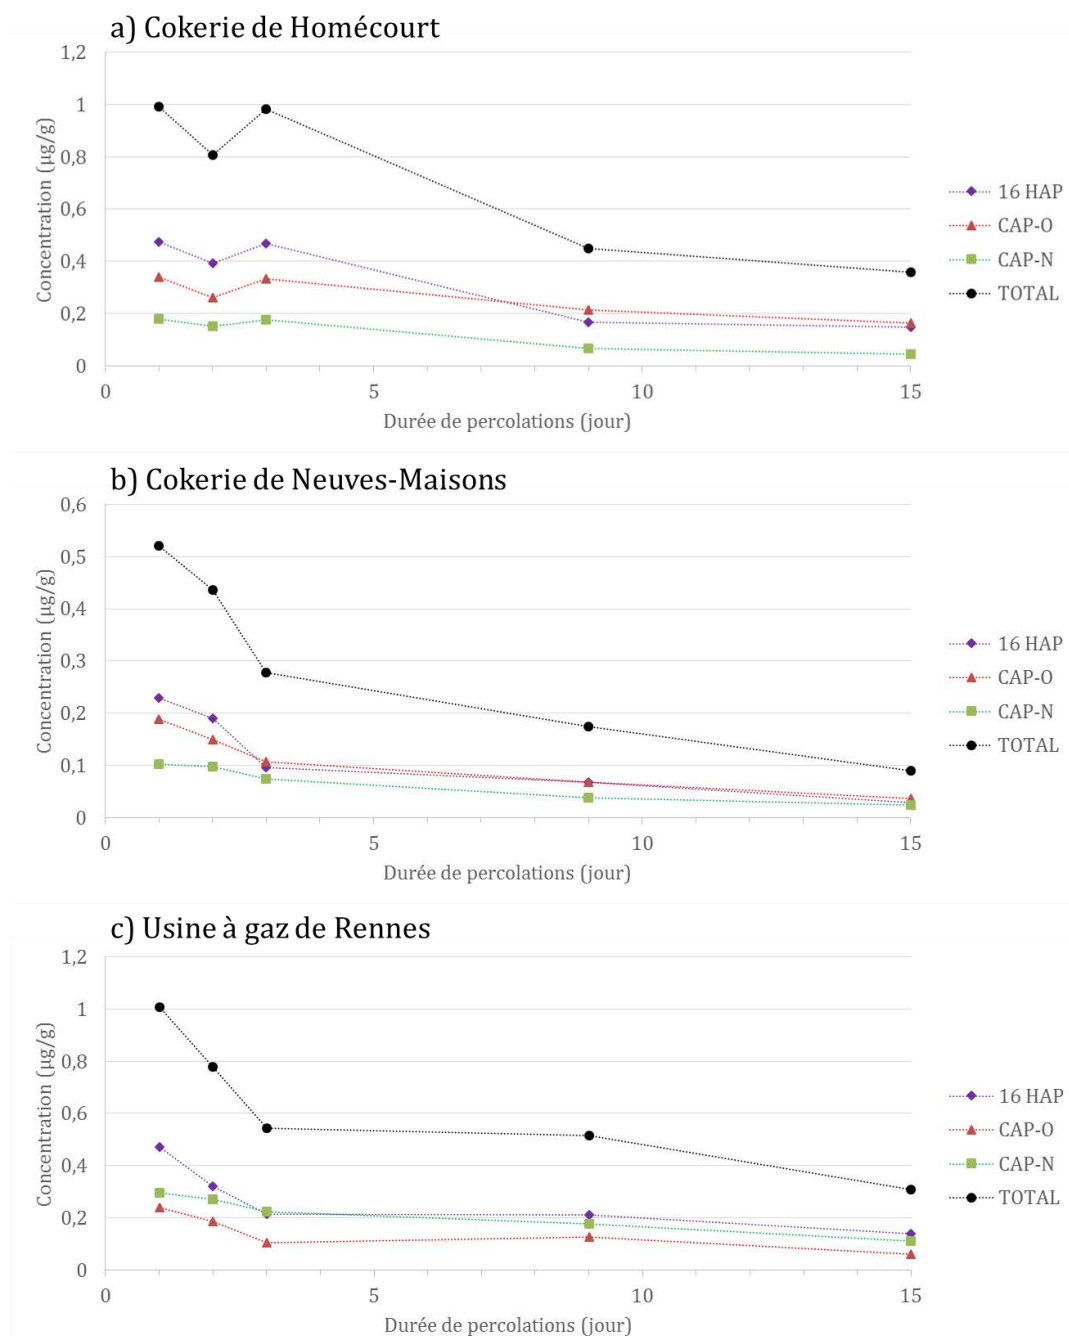 a) Cokerie de Homécourt
1,2
1
0,8
0,6
0,4
0,2
0
Concentration (µg/g)
0 5 10 15
Durée de percolations (jour)
16 HAP
CAP-O
CAP-N
TOTAL
b) Cokerie de Neuves-Maisons
0,6
0,5
0,4
0,3
0,2
0,1
0
Concentration (µg/g)
0 5 10 15
Durée de percolations (jour)
16 HAP
CAP-O
CAP-N
TOTAL
c) Usine à gaz de Rennes
1,2
1
0,8
0,6
0,4
0,2
0
Concentration (µg/g)
0 5 10 15
Durée de percolations (jour)
16 HAP
CAP-O
CAP-N
TOTAL